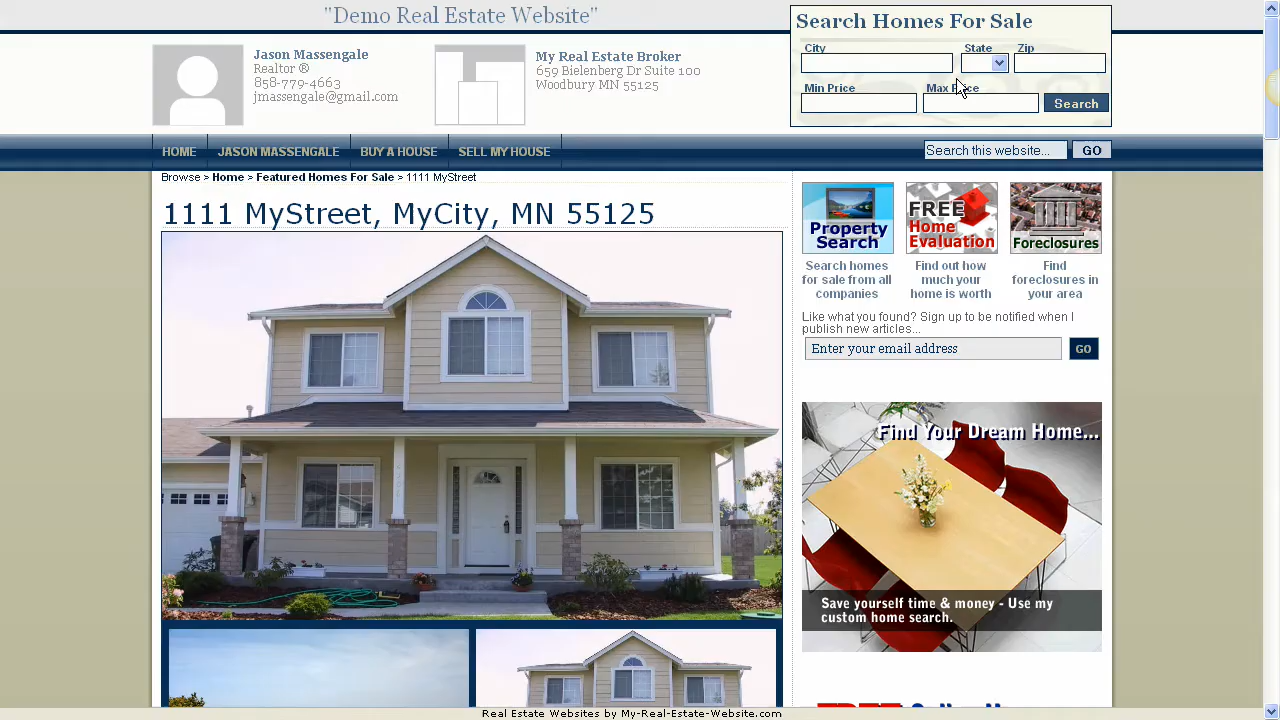 "Demo Real Estate Website"
Search Homes For Sale
City State Zip
Min Price Max
Search
Jason Massengale
Realtor ®
858-779-4663
jmassengale@gmail.com
My Real Estate Broker
659 Bielenberg Dr Suite 100
Woodbury MN 55125
HOME JASON MASSENGALE BUY A HOUSE SELL MY HOUSE
Search this website... GO
Browse > Home > Featured Homes For Sale > 1111 MyStreet
1111 MyStreet, MyCity, MN 55125
Property
Search
FREE
Home
Evaluation
Foreclosures
Search homes
for sale from all
companies
Find out how
much your
home is worth
Find
foreclosures in
your area
Like what you found? Sign up to be notified when I
publish new articles...
Enter your email address GO
Find Your Dream Home...
Save yourself time & money - Use my
custom home search.
Real Estate Websites by My-Real-Estate-Website.com